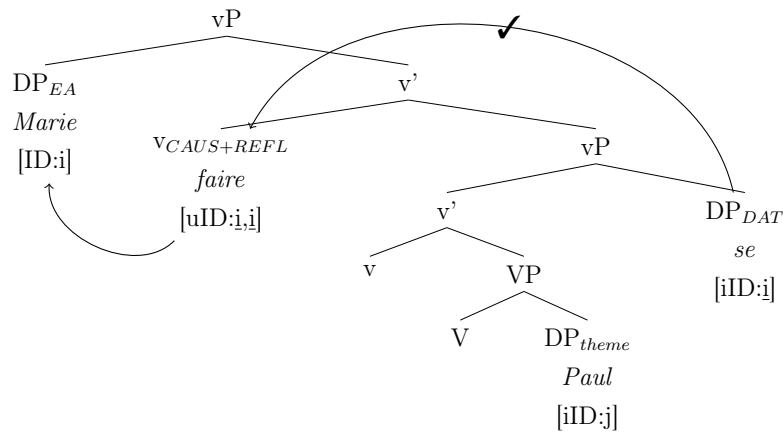 vP
DP_EA
v'
Marie
v_CAUS+REFL
vP
[ID:i]
faire
[uID:i,i]
v'
DP_DAT
se
v
VP
[iID:i]
V
DP_theme
Paul
[iID:j]